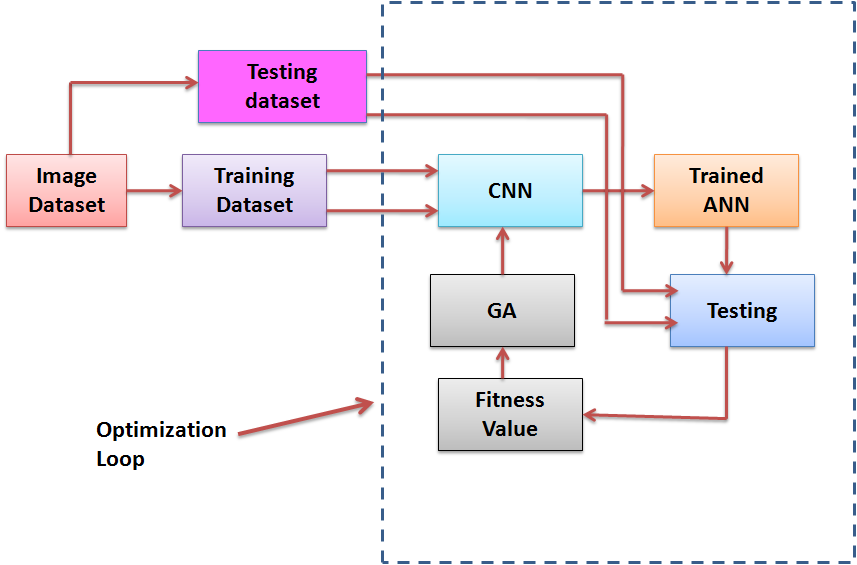 Testing
dataset
Image
Dataset
Training
Dataset
CNN
Trained
ANN
GA
Testing
Fitness
Value
Optimization
Loop